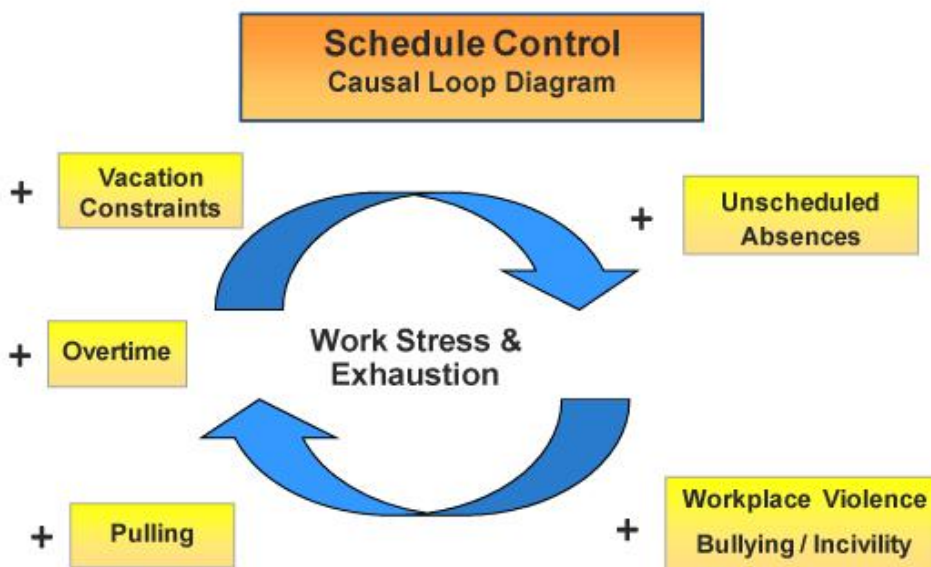 Schedule Control
Causal Loop Diagram
+ Vacation
Constraints
+ Unscheduled
Absences
+ Overtime
Work Stress &
Exhaustion
+ Pulling
+ Workplace Violence
Bullying / Incivility